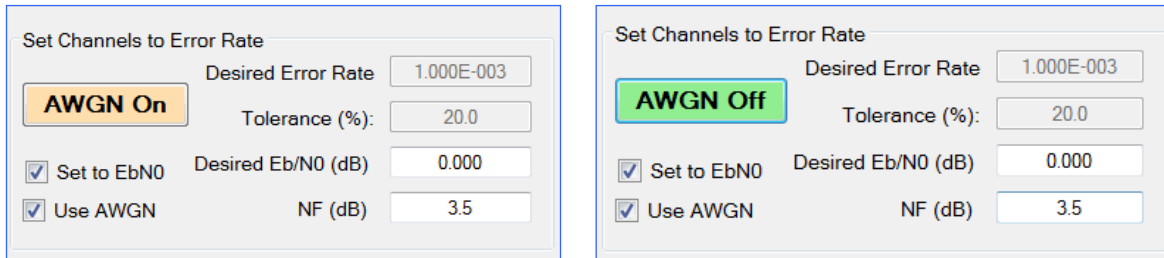 Set Channels to Error Rate
Desired Error Rate 1.000E-003
AWGN On
Tolerance (%): 20.0
Set to EbN0 Desired Eb/N0 (dB) 0.000
Use AWGN NF (dB) 3.5
Set Channels to Error Rate
Desired Error Rate 1.000E-003
AWGN Off
Tolerance (%): 20.0
Set to EbN0 Desired Eb/N0 (dB) 0.000
Use AWGN NF (dB) 3.5